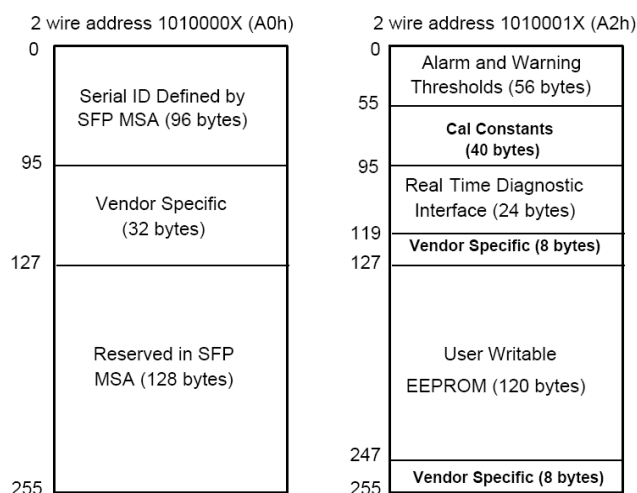 2 wire address 1010000X (A0h)
0
Serial ID Defined by
SFP MSA (96 bytes)
95
Vendor Specific
(32 bytes)
127
Reserved in SFP
MSA (128 bytes)
255
2 wire address 1010001X (A2h)
0
Alarm and Warning
Thresholds (56 bytes)
55
Cal Constants
(40 bytes)
95
Real Time Diagnostic
Interface (24 bytes)
119
Vendor Specific (8 bytes)
127
User Writable
EEPROM (120 bytes)
247
Vendor Specific (8 bytes)
255